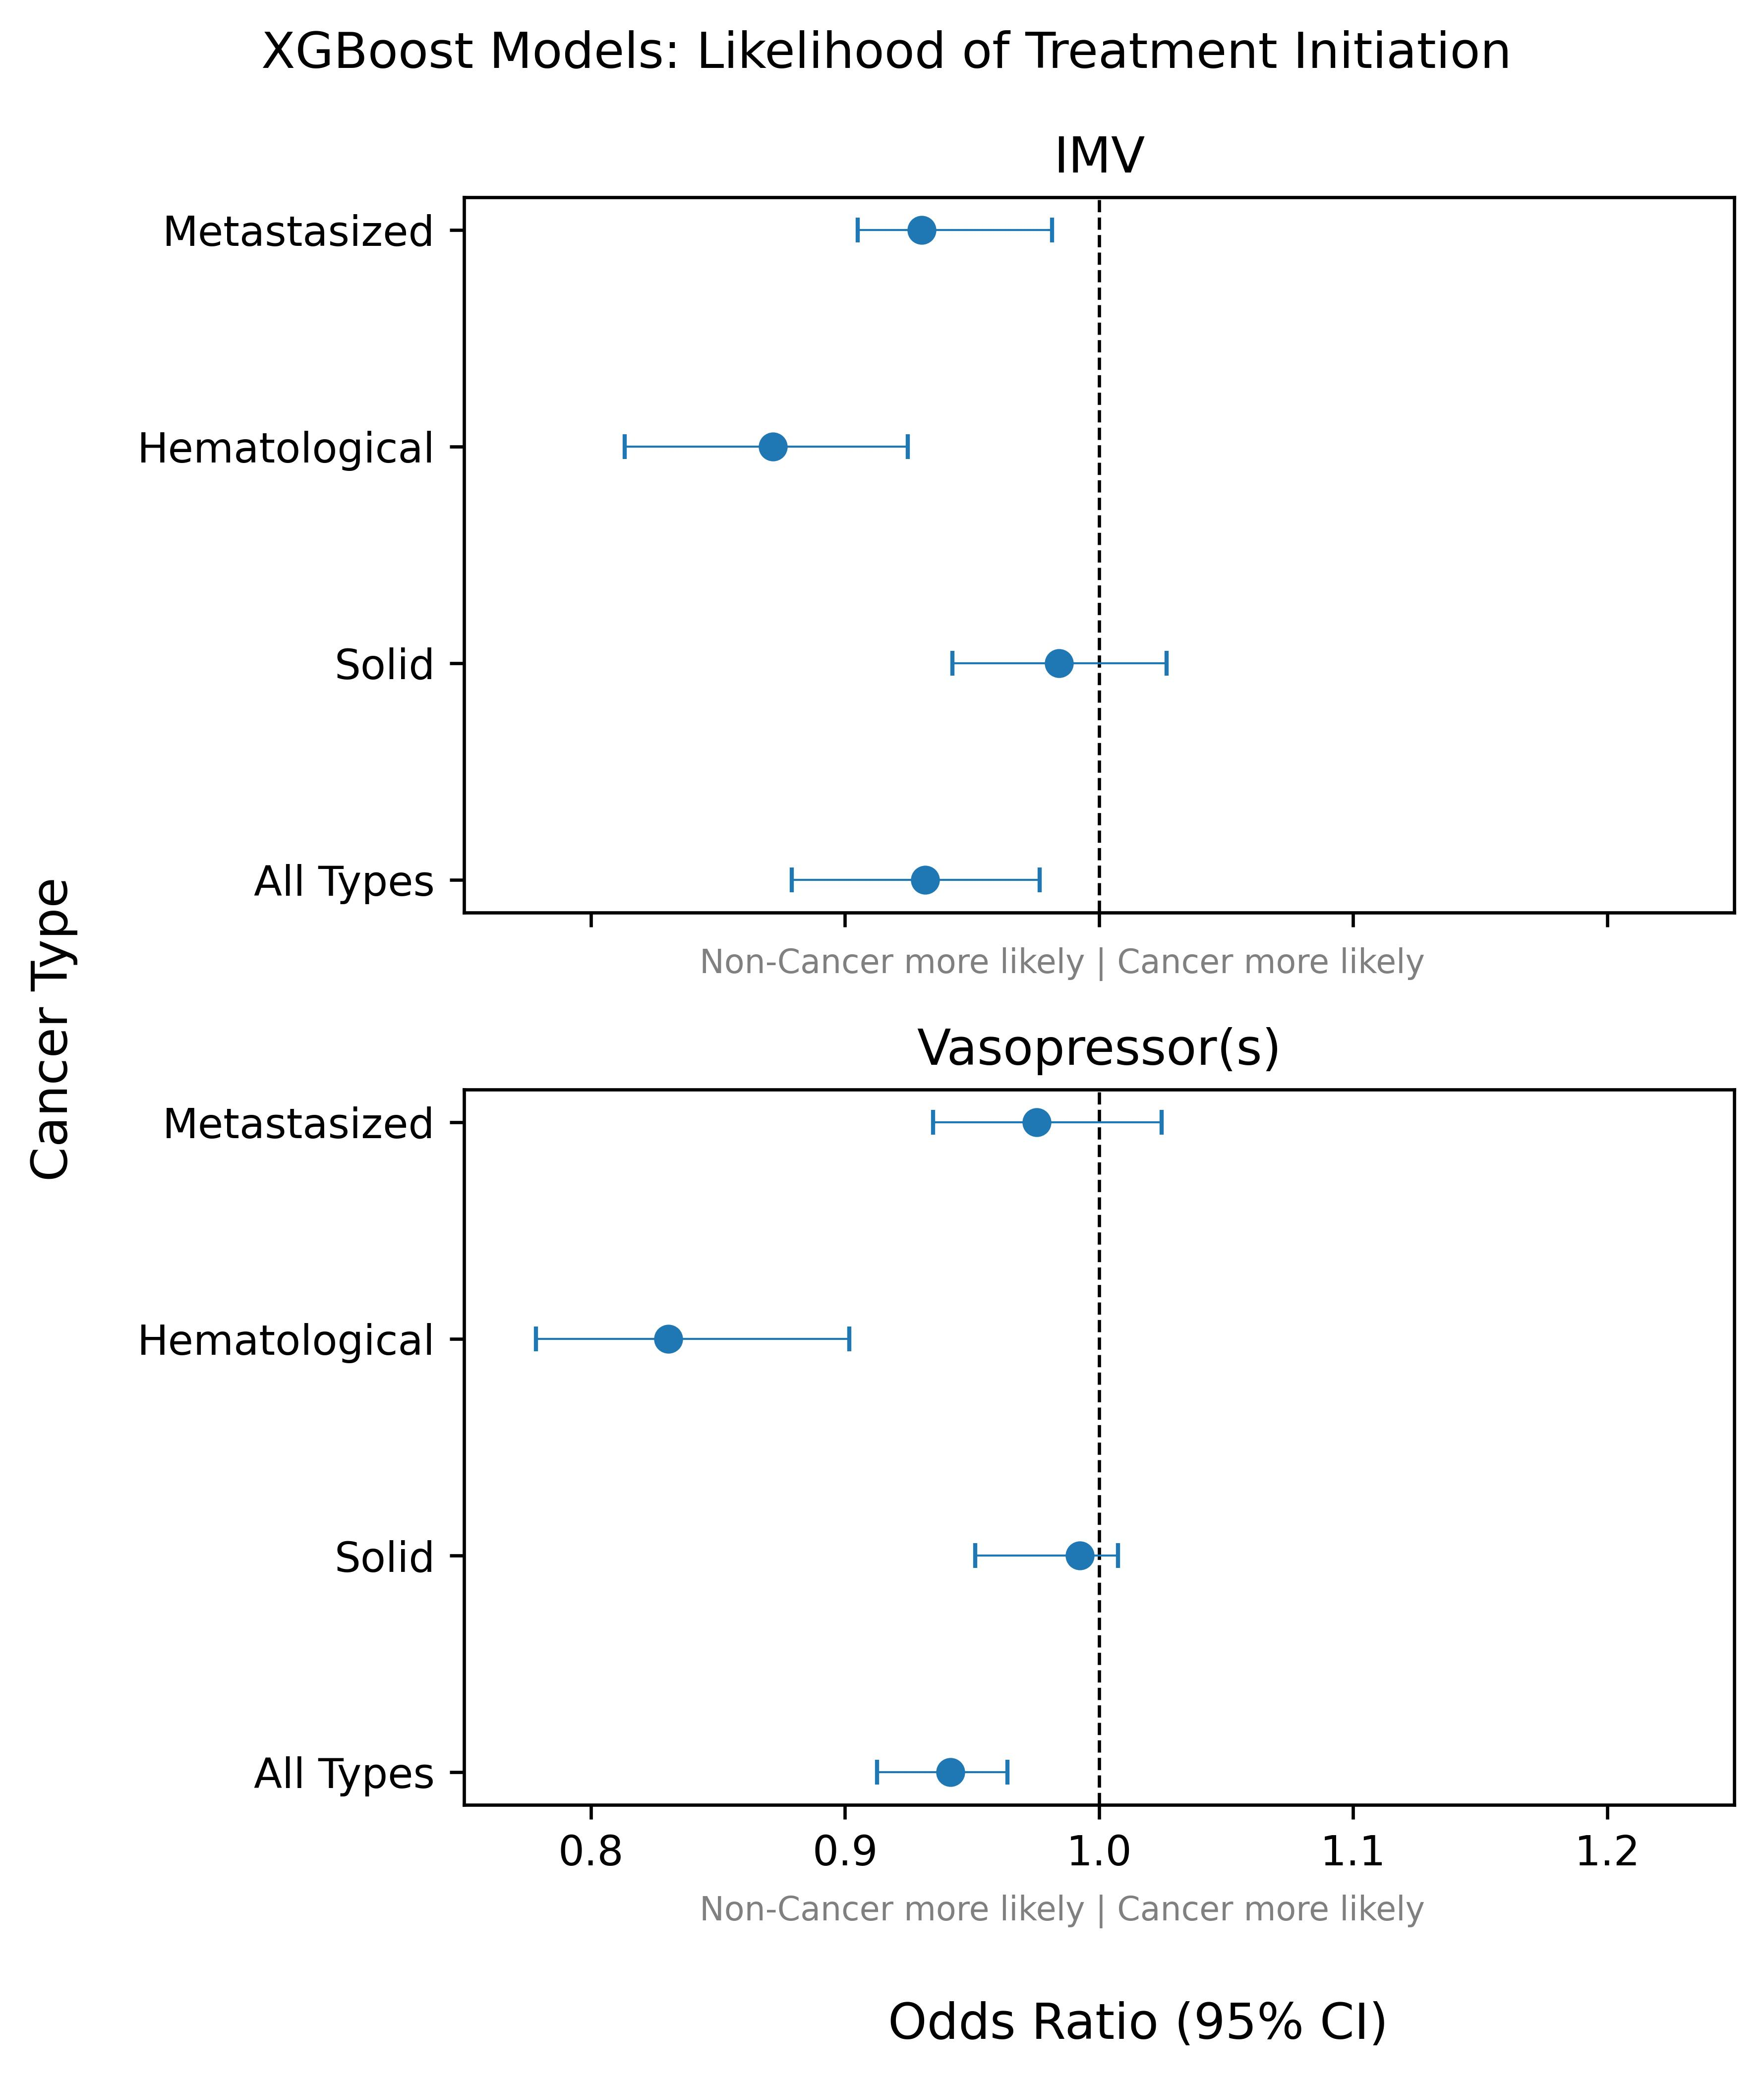 XGBoost Models: Likelihood of Treatment Initiation
IMV
Metastasized
Hematological
Solid
All Types
Non-Cancer more likely | Cancer more likely
Cancer Type
Vasopressor(s)
Metastasized
Hematological
Solid
All Types
0.8 0.9 1.0 1.1 1.2
Non-Cancer more likely | Cancer more likely
Odds Ratio (95% CI)